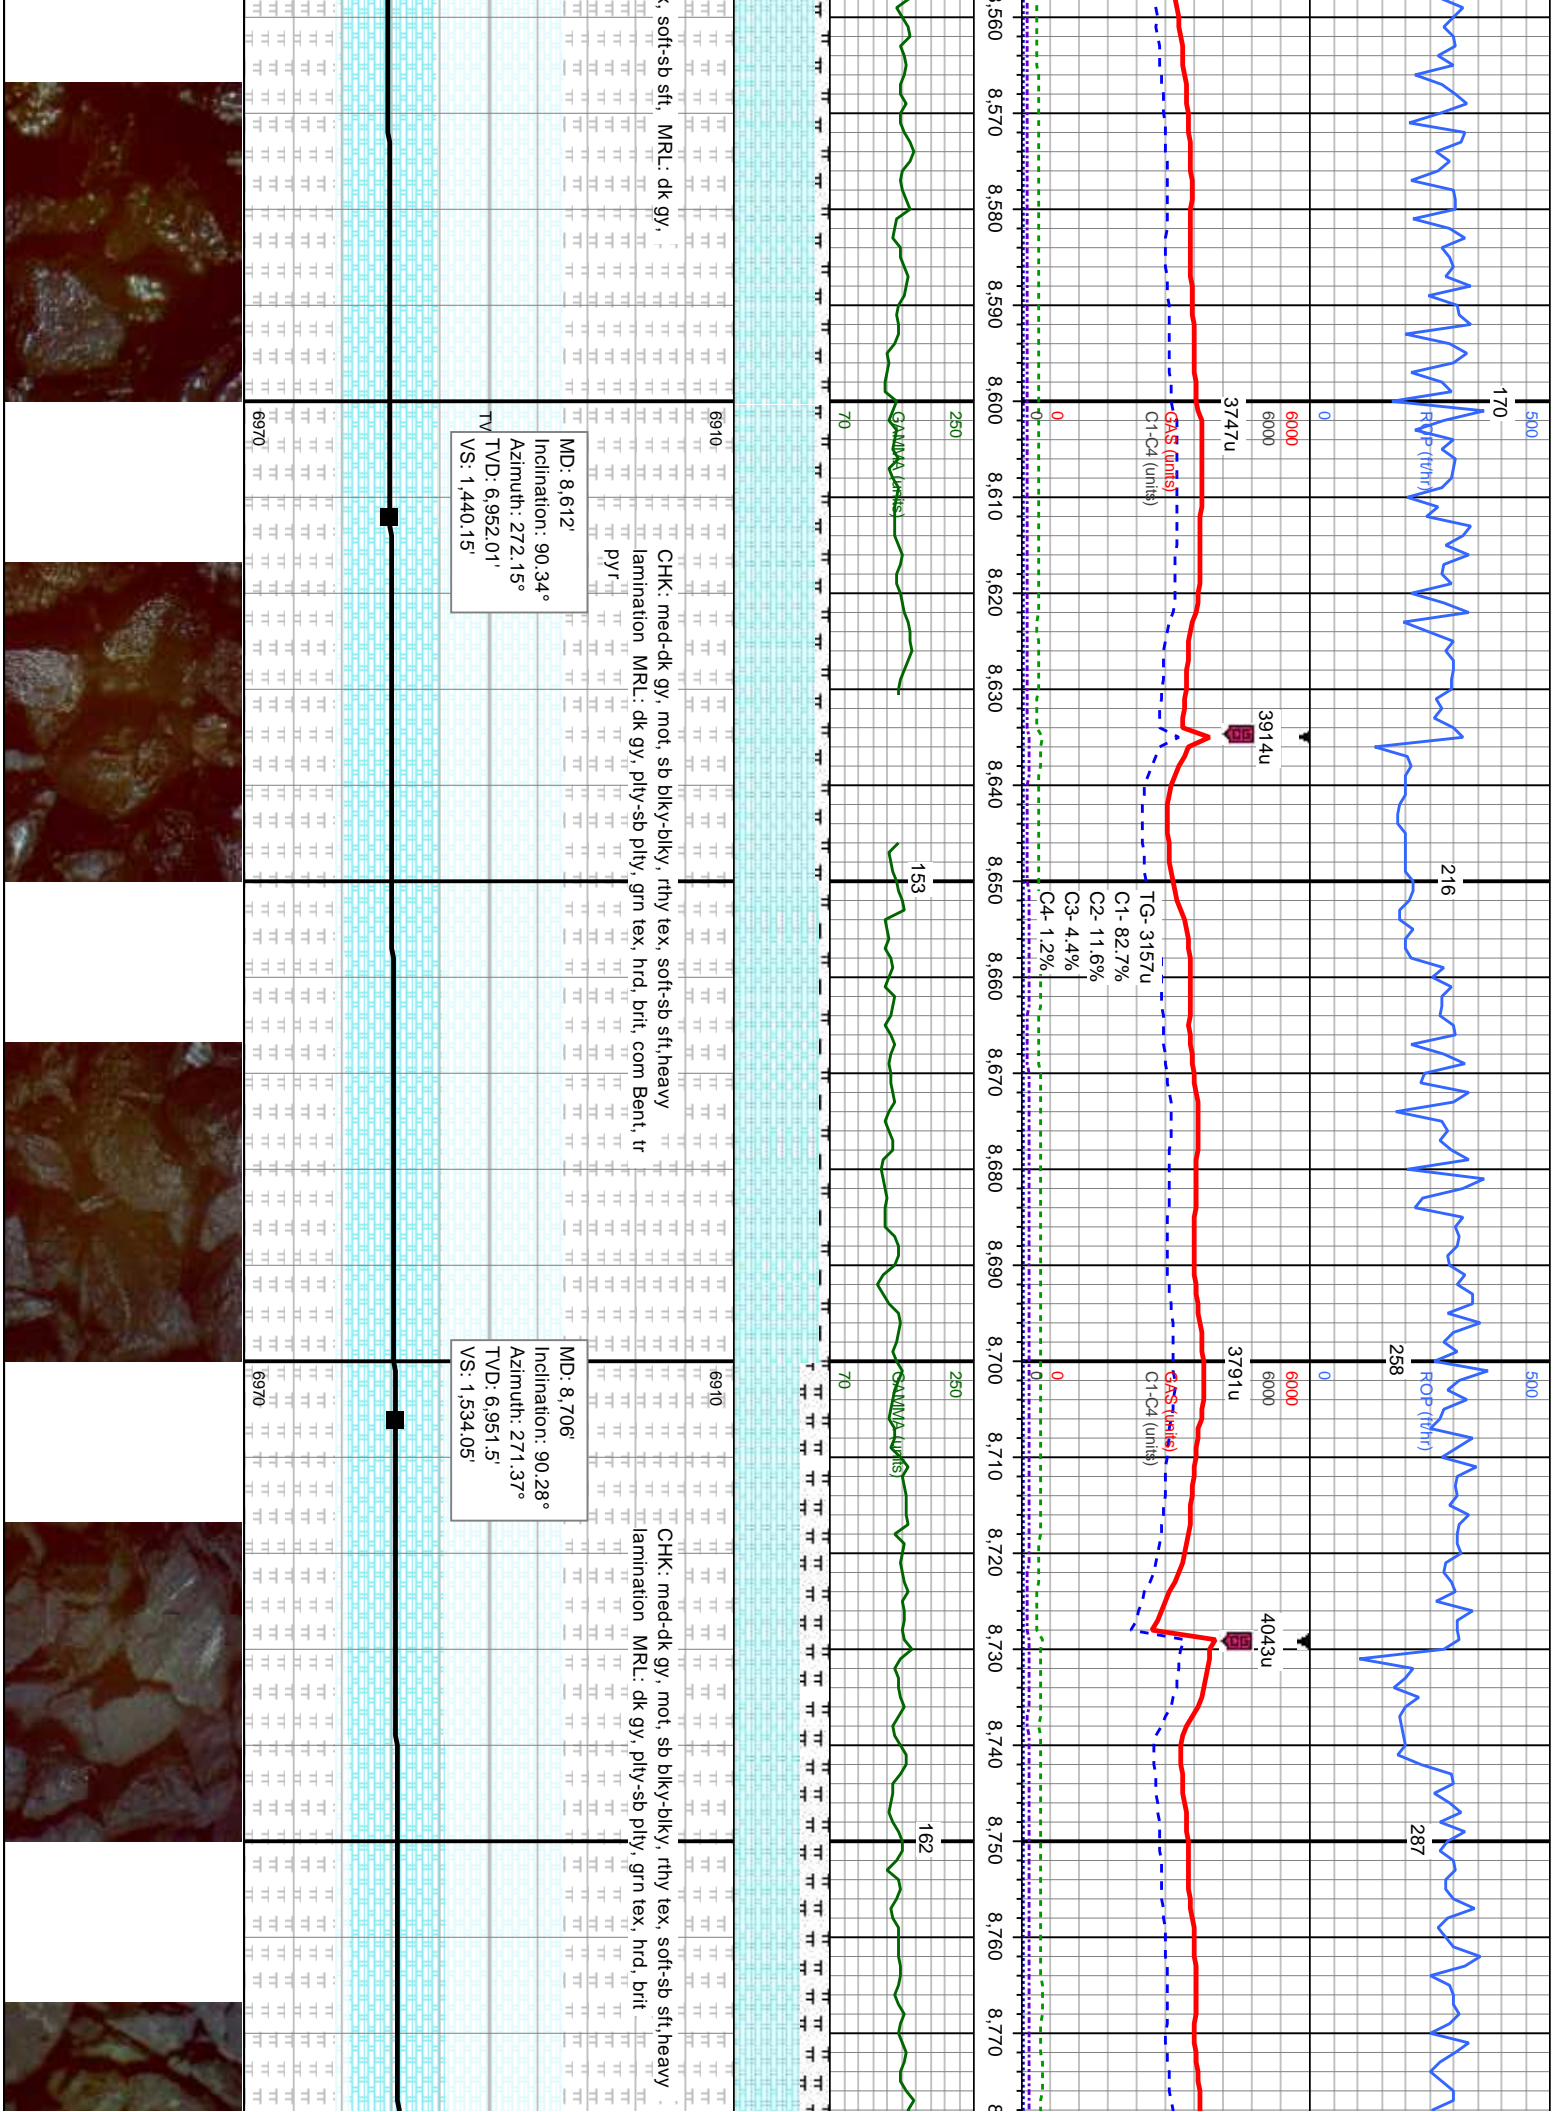 500
500
ROP (ft/hr)
ROP (ft/hr)
0
0
170
216
258
287
6000
6000
6000
6000
3747u
3914u
3791u
4043u
GAS (units)
C1-C4 (units)
GAS (units)
C1-C4 (units)
0
0
0
0
TG- 3157u
C1- 82.7%
C2- 11.6%
C3- 4.4%
C4- 1.2%
8,560
8,570
8,580
8,590
8,600
8,610
8,620
8,630
8,640
8,650
8,660
8,670
8,680
8,690
8,700
8,710
8,720
8,730
8,740
8,750
8,760
8,770
250
250
GAMMA (units)
GAMMA (units)
70
70
153
162
6910
6910
soft-sb sft, MRL: dk gy,
CHK: med-dk gy, mot, sb blky-blky, rthy tex, soft-sb sft,heavy
lamination MRL: dk gy, plty-sb plty, grn tex, hrd, brit, com Bent, tr
pyr
CHK: med-dk gy, mot, sb blky-blky, rthy tex, soft-sb sft,heavy
lamination MRL: dk gy, plty-sb plty, grn tex, hrd, brit
MD: 8,612'
Inclination: 90.34°
Azimuth: 272.15°
TVD: 6,952.01'
VS: 1,440.15'
MD: 8,706'
Inclination: 90.28°
Azimuth: 271.37°
TVD: 6,951.5'
VS: 1,534.05'
TV
6970
6970